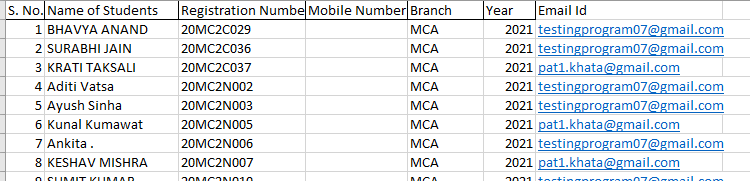 S. No. Name of Students Registration Numbe Mobile Number Branch Year Email Id
1 BHAVYA ANAND 20MC2C029 MCA 2021 testingprogram07@gmail.com
2 SURABHI JAIN 20MC2C036 MCA 2021 testingprogram07@gmail.com
3 KRATI TAKSALI 20MC2C037 MCA 2021 pat1.khata@gmail.com
4 Aditi Vatsa 20MC2N002 MCA 2021 testingprogram07@gmail.com
5 Ayush Sinha 20MC2N003 MCA 2021 testingprogram07@gmail.com
6 Kunal Kumawat 20MC2N005 MCA 2021 pat1.khata@gmail.com
7 Ankita . 20MC2N006 MCA 2021 testingprogram07@gmail.com
8 KESHAV MISHRA 20MC2N007 MCA 2021 pat1.khata@gmail.com
9 SUMIT KUMAR 20MC2N010 MCA 2021 testingprogram07@gmail.com